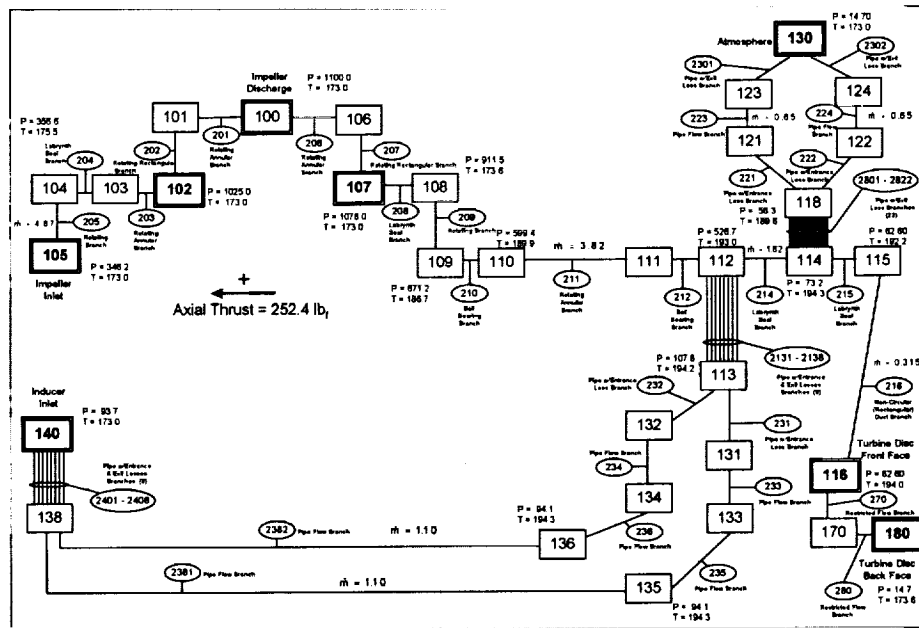 P = 14.70
T = 173.0
Atmosphere
130
2301
2302
Pipe w/Exit
Loss Branch
Pipe w/Exit
Loss Branch
123
124
223
Pipe Flow Branch
ṁ - 0.65
224
Pipe Flow Branch
ṁ - 0.65
121
122
221
Pipe w/Entrance
Loss Branch
222
Pipe w/Entrance
Loss Branch
118
2801 - 2822
Pipe w/Exit
Loss Branches
(22)
Impeller
Discharge
P = 1100.0
T = 173.0
100
101
106
201
Rotating
Annular
Branch
206
Rotating
Annular
Branch
202
Rotating Rectangular
Branch
207
Rotating Rectangular Branch
T = 175.5
Labyrinth
Seal
Branch
204
104
103
102
P = 1025.0
T = 173.0
203
Rotating
Annular
Branch
205
Rotating
Branch
ṁ - 4.87
105
Impeller
Inlet
P = 346.2
T = 173.0
107
T = 173.0
108
P = 911.5
T = 173.6
208
Labyrinth
Seal
Branch
209
Rotating Branch
109
110
P = 599.4
T = 189.9
P = 671.2
T = 186.7
210
Ball
Bearing
Branch
ṁ = 3.82
211
Rotating
Annular
Branch
111
112
P = 526.7
T = 193.0
212
Ball
Bearing
Branch
ṁ - 1.62
214
Labyrinth
Seal
Branch
114
P = 73.2
T = 194.3
T = 189.6
215
Labyrinth
Seal
Branch
115
P = 62.60
T = 192.2
+
Axial Thrust = 252.4 lbf
2131 - 2138
Pipe w/Entrance
& Exit Losses
Branches (9)
P = 107.8
T = 194.2
113
Pipe w/Entrance
Loss Branch
232
132
231
Pipe w/Entrance
Loss Branch
131
Pipe Flow Branch
234
233
Pipe Flow Branch
134
133
P = 94.1
T = 194.3
236
Pipe Flow Branch
136
235
Pipe Flow Branch
135
P = 94.1
T = 194.3
ṁ - 0.315
216
Non-Circular
(Rectangular)
Duct Branch
Turbine Disc
Front Face
116
P = 62.60
T = 194.0
270
Restricted Flow
Branch
170
180
Turbine Disc
Back Face
P = 14.7
T = 173.6
280
Restricted Flow
Branch
Inducer
Inlet
P = 93.7
T = 173.0
140
Pipe w/Entrance
& Exit Losses
Branches (9)
2401 - 2408
138
2382
Pipe Flow Branch
ṁ = 1.10
2381
Pipe Flow Branch
ṁ = 1.10